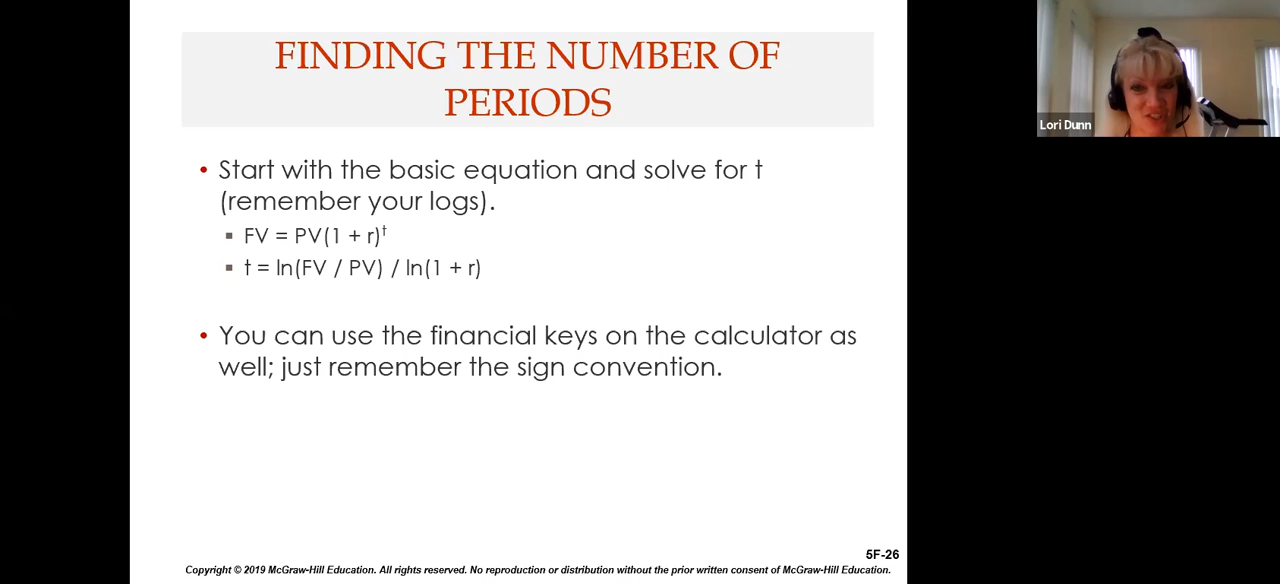 FINDING THE NUMBER OF
PERIODS
Lori Dunn
• Start with the basic equation and solve for t
(remember your logs).
▪ FV = PV(1 + r)ᵗ
▪ t = ln(FV / PV) / ln(1 + r)
• You can use the financial keys on the calculator as
well; just remember the sign convention.
5F-26
Copyright © 2019 McGraw-Hill Education. All rights reserved. No reproduction or distribution without the prior written consent of McGraw-Hill Education.